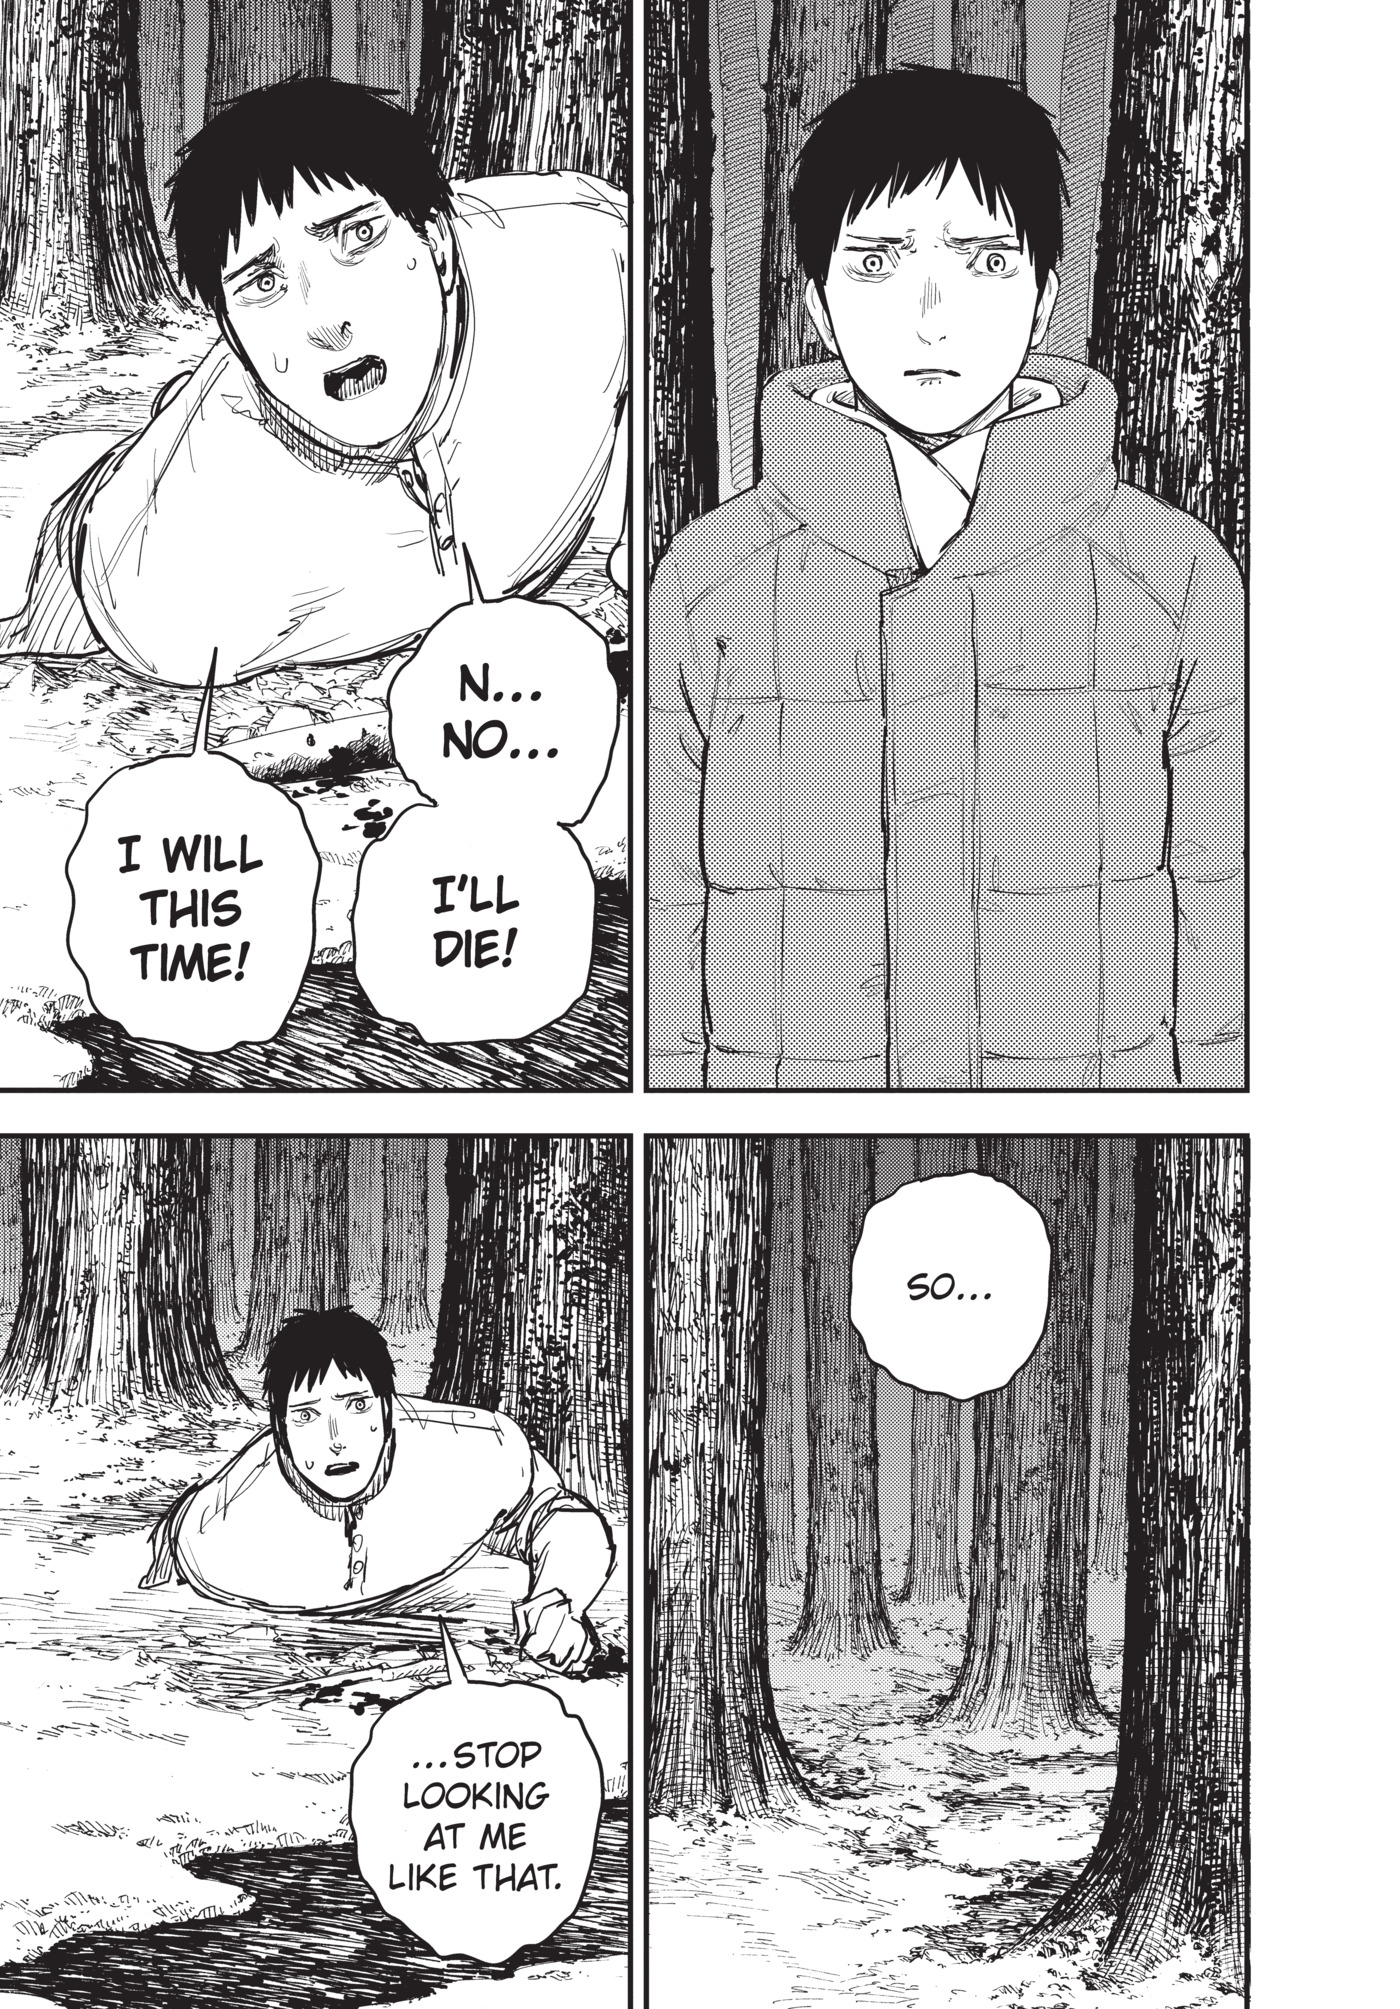 N...
NO...
I'LL
DIE!
I WILL
THIS
TIME!
SO...
...STOP
LOOKING
AT ME
LIKE THAT.